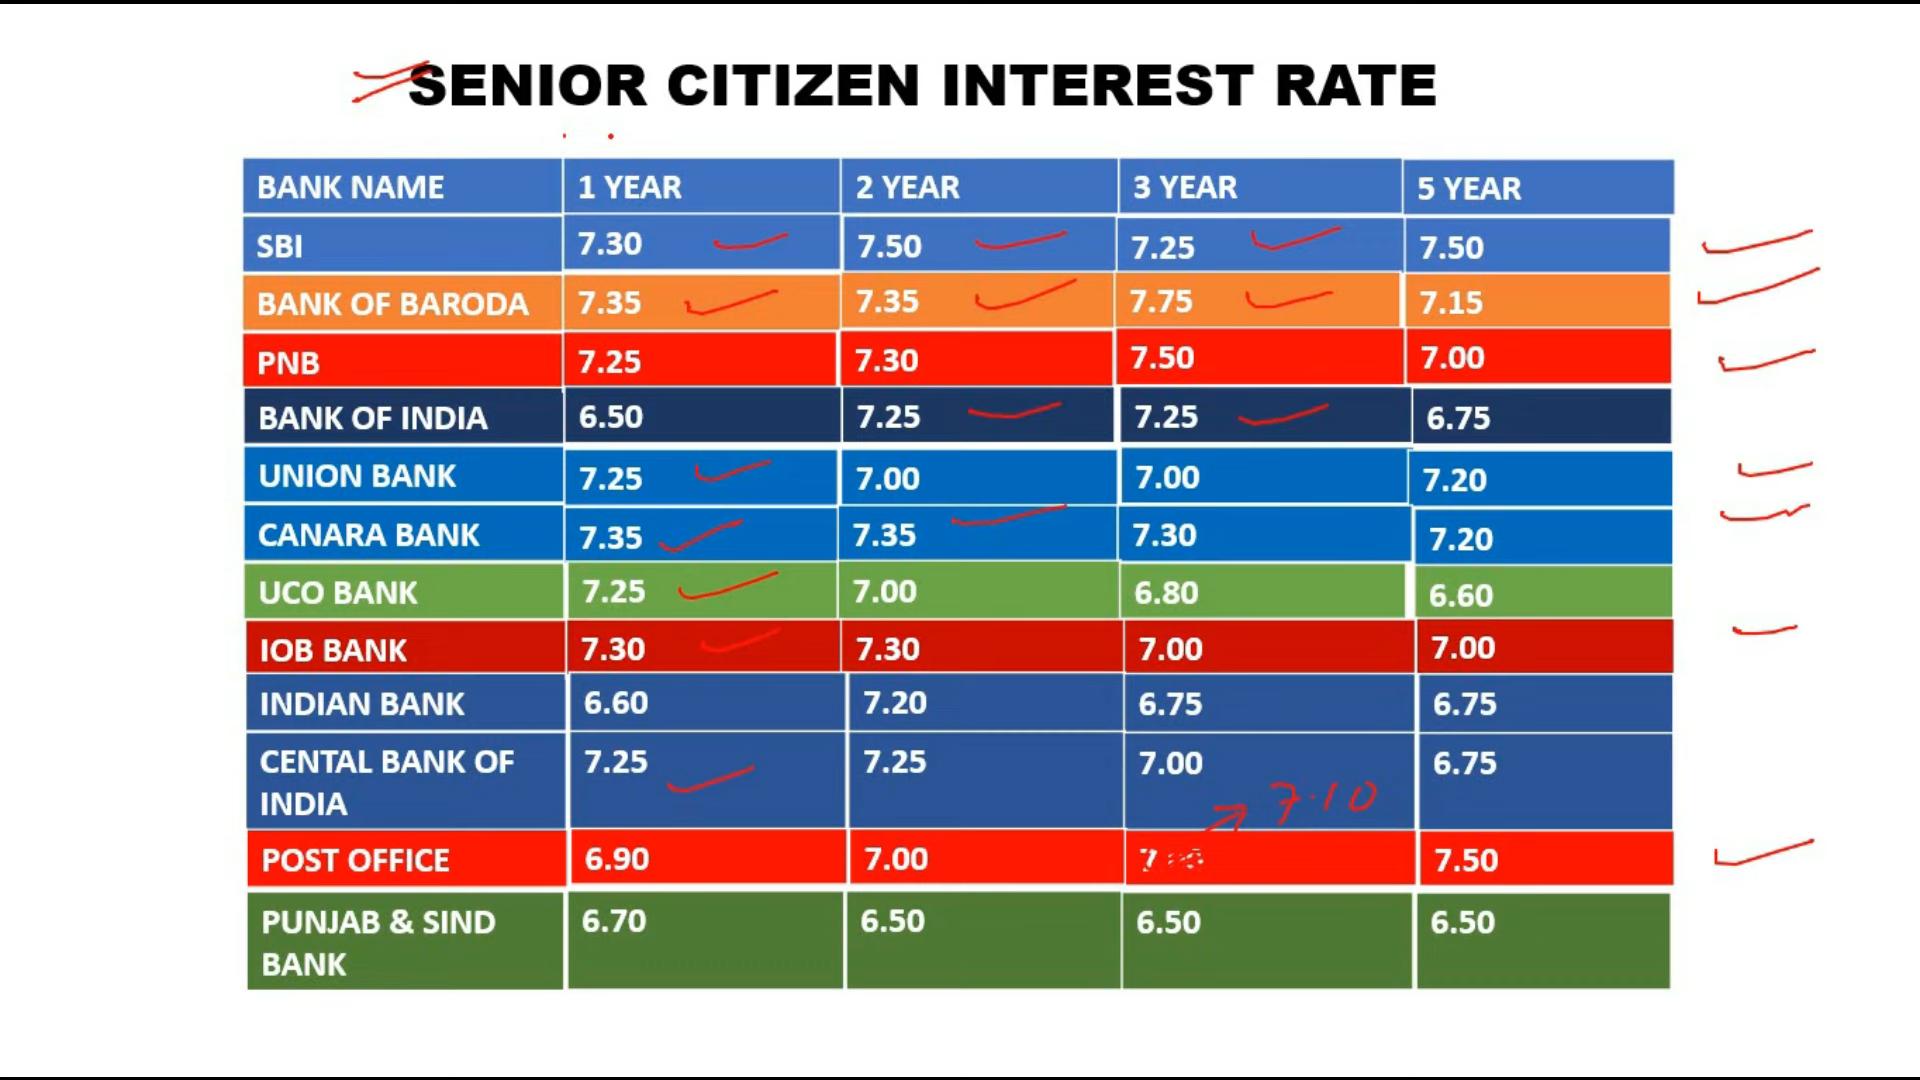 SENIOR CITIZEN INTEREST RATE
BANK NAME 1 YEAR 2 YEAR 3 YEAR 5 YEAR
SBI 7.30 7.50 7.25 7.50
BANK OF BARODA 7.35 7.35 7.75 7.15
PNB 7.25 7.30 7.50 7.00
BANK OF INDIA 6.50 7.25 7.25 6.75
UNION BANK 7.25 7.00 7.00 7.20
CANARA BANK 7.35 7.35 7.30 7.20
UCO BANK 7.25 7.00 6.80 6.60
IOB BANK 7.30 7.30 7.00 7.00
INDIAN BANK 6.60 7.20 6.75 6.75
CENTAL BANK OF 7.25 7.25 7.00 6.75
INDIA
7.10
POST OFFICE 6.90 7.00 7.50
PUNJAB & SIND 6.70 6.50 6.50 6.50
BANK